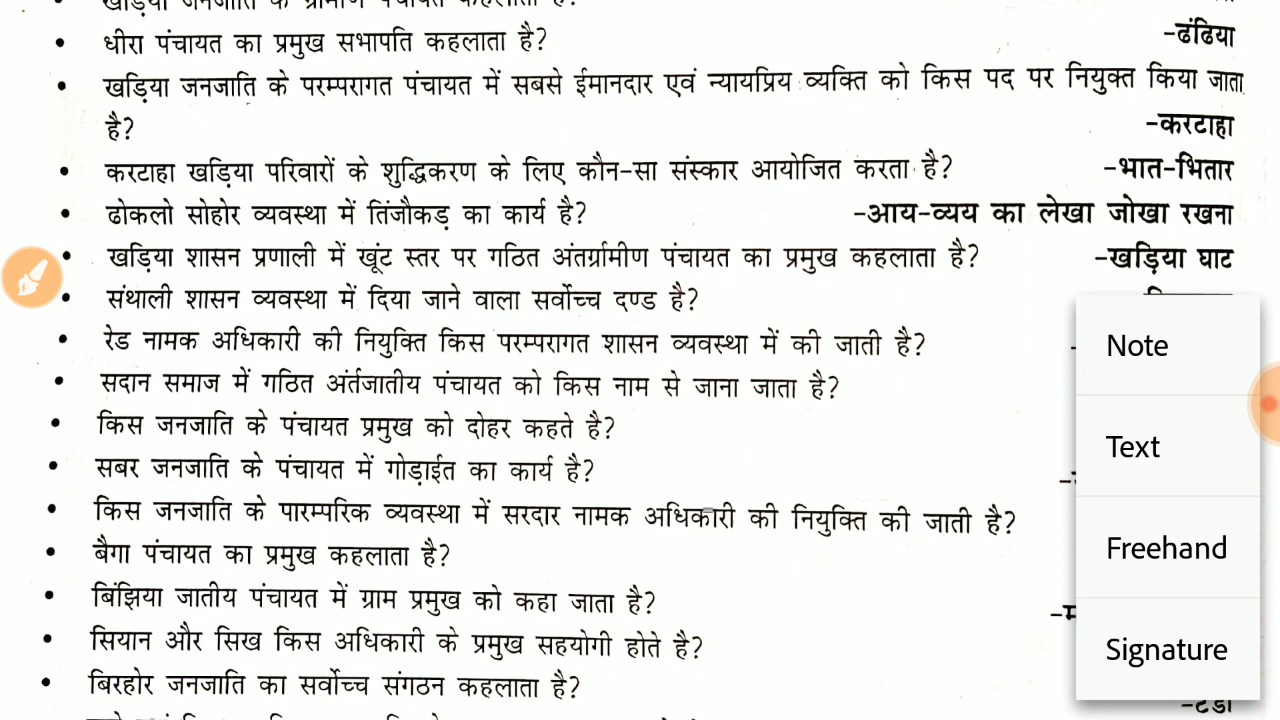 खड़िया जनजाति के ग्रामीण पंचायत कहलाता है?
• धीरा पंचायत का प्रमुख सभापति कहलाता है? -ढंढिया
• खड़िया जनजाति के परम्परागत पंचायत में सबसे ईमानदार एवं न्यायप्रिय व्यक्ति को किस पद पर नियुक्त किया जाता
है? -करटाहा
• करटाहा खड़िया परिवारों के शुद्धिकरण के लिए कौन-सा संस्कार आयोजित करता है? -भात-भितार
• ढोकलो सोहोर व्यवस्था में तिंजौकड़ का कार्य है? -आय-व्यय का लेखा जोखा रखना
• खड़िया शासन प्रणाली में खूंट स्तर पर गठित अंतर्ग्रामीण पंचायत का प्रमुख कहलाता है? -खड़िया घाट
• संथाली शासन व्यवस्था में दिया जाने वाला सर्वोच्च दण्ड है?
• रेड नामक अधिकारी की नियुक्ति किस परम्परागत शासन व्यवस्था में की जाती है?
• सदान समाज में गठित अंर्तजातीय पंचायत को किस नाम से जाना जाता है?
• किस जनजाति के पंचायत प्रमुख को दोहर कहते है?
• सबर जनजाति के पंचायत में गोड़ाईत का कार्य है?
• किस जनजाति के पारम्परिक व्यवस्था में सरदार नामक अधिकारी की नियुक्ति की जाती है?
• बैगा पंचायत का प्रमुख कहलाता है?
• बिंझिया जातीय पंचायत में ग्राम प्रमुख को कहा जाता है?
• सियान और सिख किस अधिकारी के प्रमुख सहयोगी होते है?
• बिरहोर जनजाति का सर्वोच्च संगठन कहलाता है?
Note
Text
Freehand
Signature